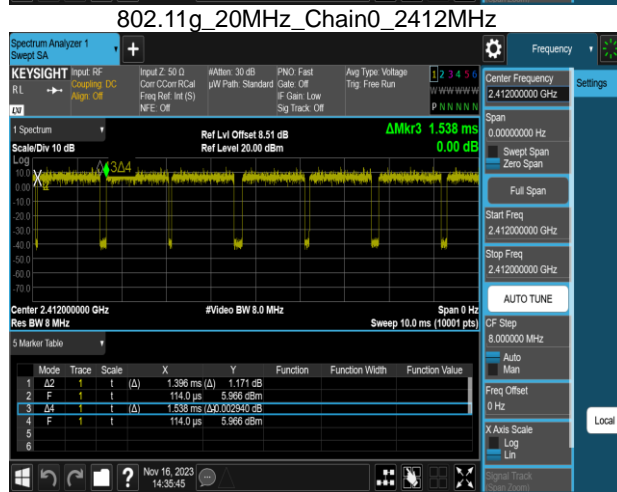 802.11g_20MHz_Chain0_2412MHz
Spectrum Analyzer 1
Swept SA
Frequency
KEYSIGHT Input: RF Input Z: 50 Ω #Atten: 30 dB PNO: Fast Avg Type: Voltage 1 2 3 4 5 6
RL Coupling: DC Corr CCorr RCal µW Path: Standard Gate: Off Trig: Free Run
Align: Off Freq Ref: Int (S) IF Gain: Low W W W W W W
LXI NFE: Off Sig Track: Off P N N N N N
Center Frequency
2.412000000 GHz
Settings
1 Spectrum Ref Lvl Offset 8.51 dB ΔMkr3 1.538 ms
Scale/Div 10 dB Ref Level 20.00 dBm 0.00 dB
Log
10.0
0.00
-10.0
-20.0
-30.0
-40.0
-50.0
-60.0
-70.0
Δ13Δ4
Center 2.412000000 GHz #Video BW 8.0 MHz Span 0 Hz
Res BW 8 MHz Sweep 10.0 ms (10001 pts)
Span
0.00000000 Hz
Swept Span
Zero Span
Full Span
Start Freq
2.412000000 GHz
Stop Freq
2.412000000 GHz
AUTO TUNE
CF Step
8.000000 MHz
Auto
Man
Freq Offset
0 Hz
X Axis Scale
Log
Lin
Local
Signal Track
(Span Zoom)
5 Marker Table
Mode Trace Scale X Y Function Function Width Function Value
1 Δ2 1 t (Δ) 1.396 ms (Δ) 1.171 dB
2 F 1 t 114.0 µs 5.966 dBm
3 Δ4 1 t (Δ) 1.538 ms (Δ) -0.002940 dB
4 F 1 t 114.0 µs 5.966 dBm
5
6
? Nov 16, 2023
14:35:45